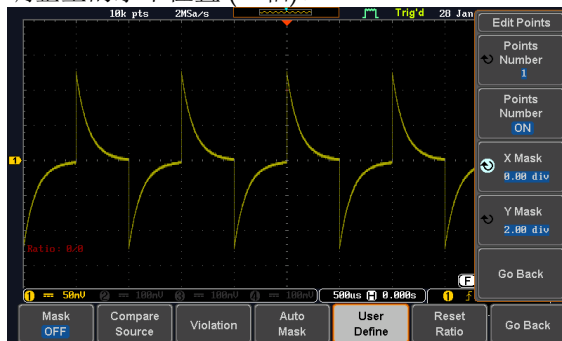 10k pts 2MSa/s Trig'd 28 Jan
Edit Points
Points
Number
1
Points
Number
ON
X Mask
0.00 div
Y Mask
2.00 div
Go Back
1
Ratio: 0/0
F
1 == 50mV 2 == 100mV 3 == 100mV 4 == 100mV 500us H 0.000s 1
Mask
OFF
Compare
Source
Violation
Auto
Mask
User
Define
Reset
Ratio
Go Back